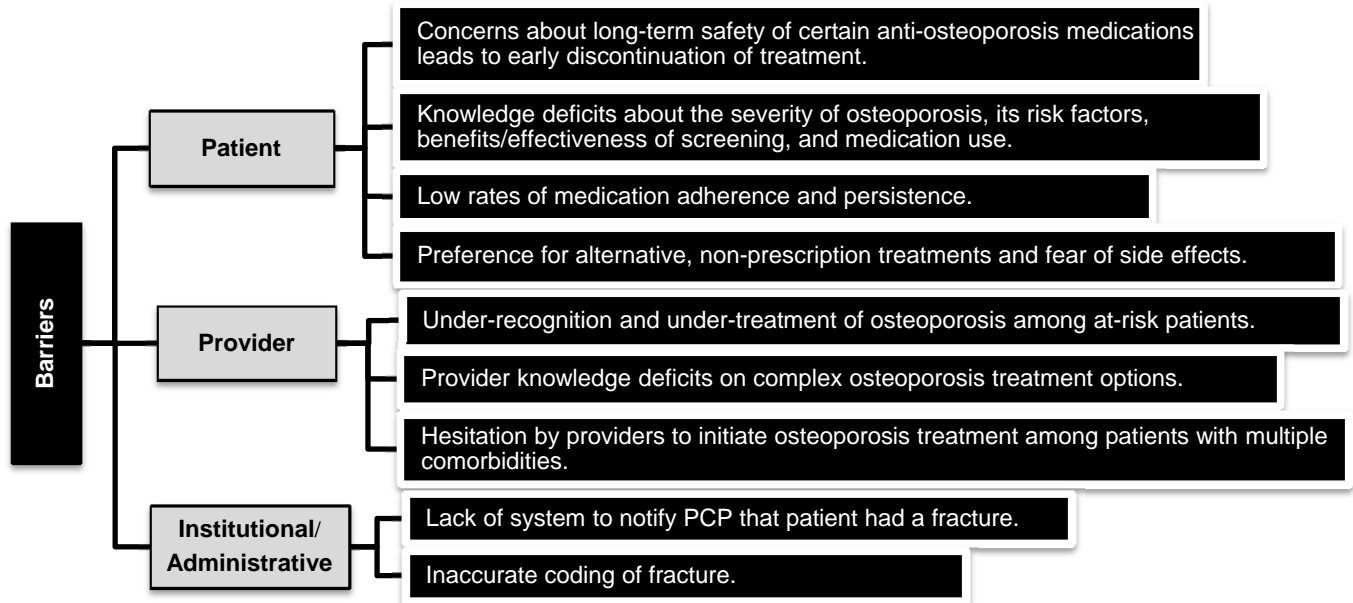 Barriers
Patient
Concerns about long-term safety of certain anti-osteoporosis medications
leads to early discontinuation of treatment.
Knowledge deficits about the severity of osteoporosis, its risk factors,
benefits/effectiveness of screening, and medication use.
Low rates of medication adherence and persistence.
Preference for alternative, non-prescription treatments and fear of side effects.
Provider
Under-recognition and under-treatment of osteoporosis among at-risk patients.
Provider knowledge deficits on complex osteoporosis treatment options.
Hesitation by providers to initiate osteoporosis treatment among patients with multiple
comorbidities.
Institutional/
Administrative
Lack of system to notify PCP that patient had a fracture.
Inaccurate coding of fracture.